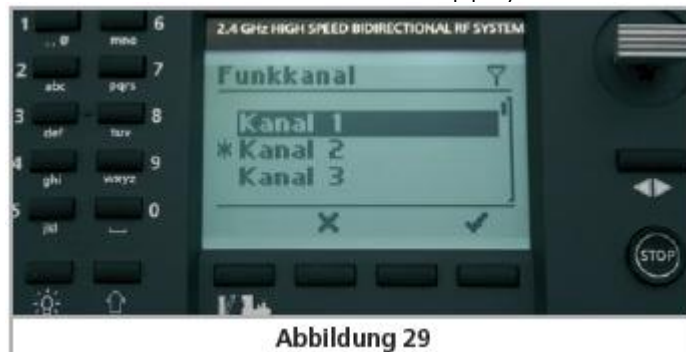 2.4 GHz HIGH SPEED BIDIRECTIONAL RF SYSTEM
Funkkanal
Kanal 1
*Kanal 2
Kanal 3
1 .. @ mno 6
2 abc pqrs 7
3 def tuv 8
4 ghi wxyz 9
5 jkl 0
STOP
Abbildung 29